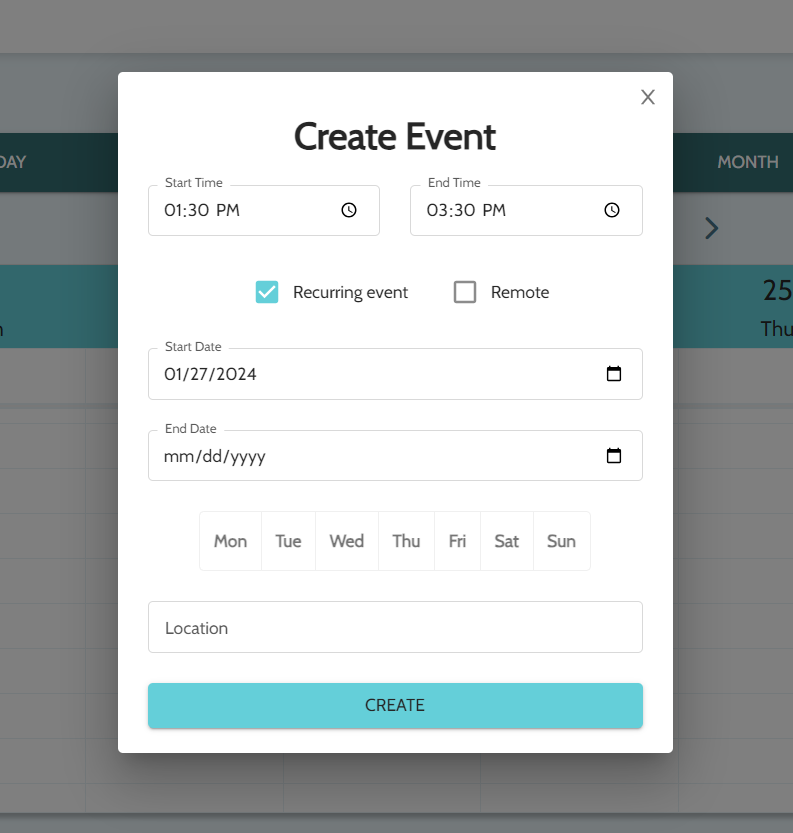 X
Create Event
DAY
MONTH
Start Time
End Time
01:30 PM
03:30 PM
Recurring event
Remote
25
Thu
Start Date
01/27/2024
End Date
mm/dd/yyyy
Mon Tue Wed Thu Fri Sat Sun
Location
CREATE